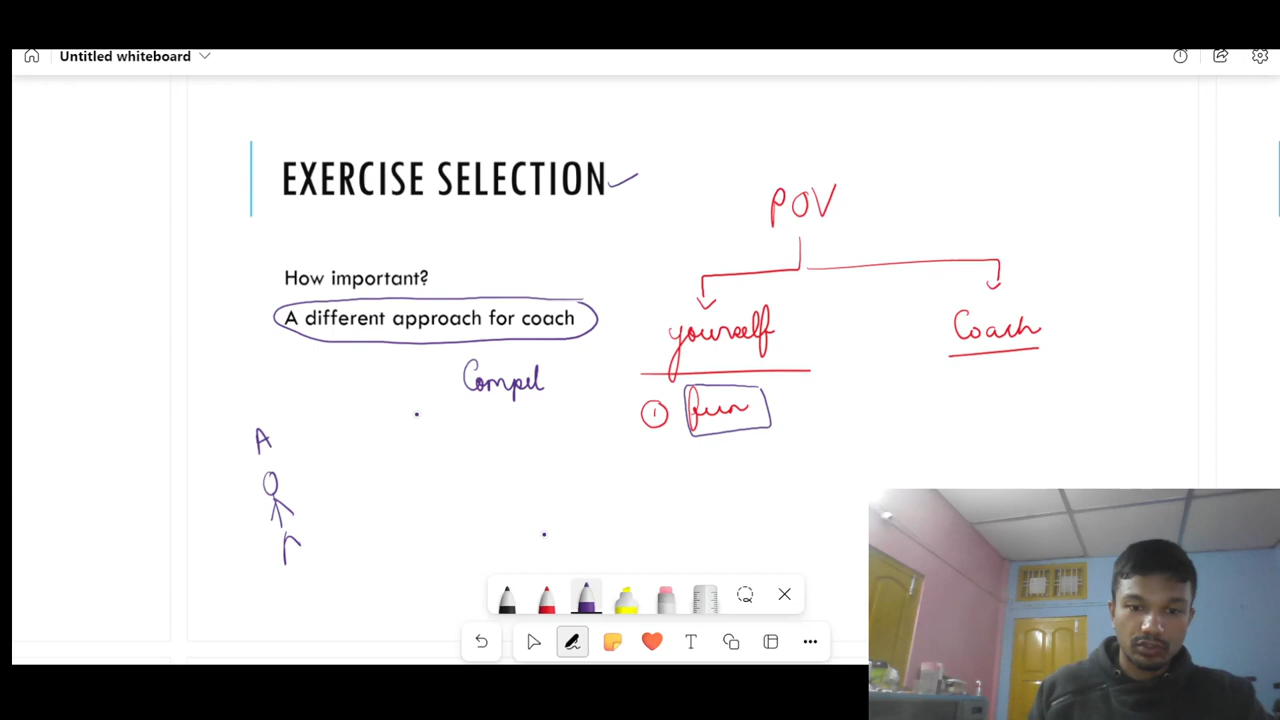 Untitled whiteboard
EXERCISE SELECTION
POV
How important?
A different approach for coach
yourself
Coach
Compel
1 fun
A